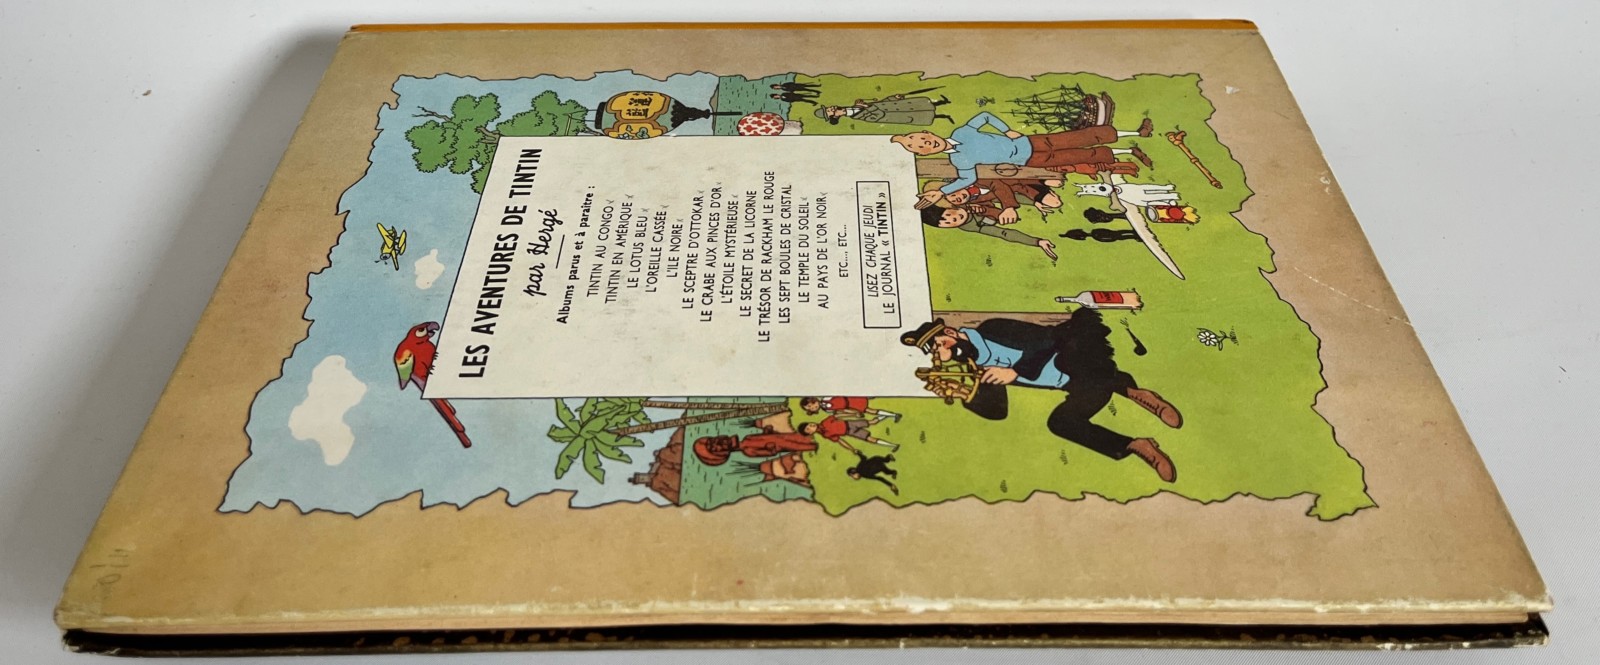 LES AVENTURES DE TINTIN
par Hergé
Albums parus et à paraître :
TINTIN AU CONGO
TINTIN EN AMÉRIQUE
LE LOTUS BLEU
L'OREILLE CASSÉE
L'ILE NOIRE
LE SCEPTRE D'OTTOKAR
LE CRABE AUX PINCES D'OR
L'ÉTOILE MYSTÉRIEUSE
LE SECRET DE LA LICORNE
LE TRÉSOR DE RACKHAM LE ROUGE
LES SEPT BOULES DE CRISTAL
LE TEMPLE DU SOLEIL
AU PAYS DE L'OR NOIR
ETC.... ETC...
LISEZ CHAQUE JEUDI
LE JOURNAL « TINTIN »